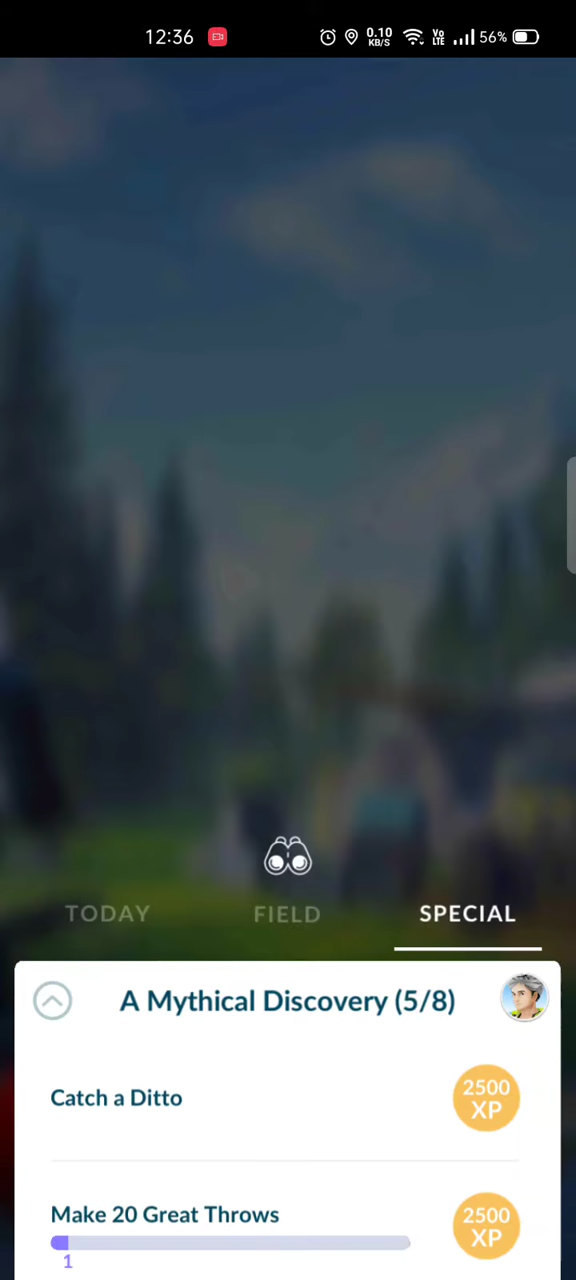 12:36 0.10 KB/S Vo LTE 56%
TODAY FIELD SPECIAL
A Mythical Discovery (5/8)
Catch a Ditto 2500 XP
Make 20 Great Throws 2500 XP
1